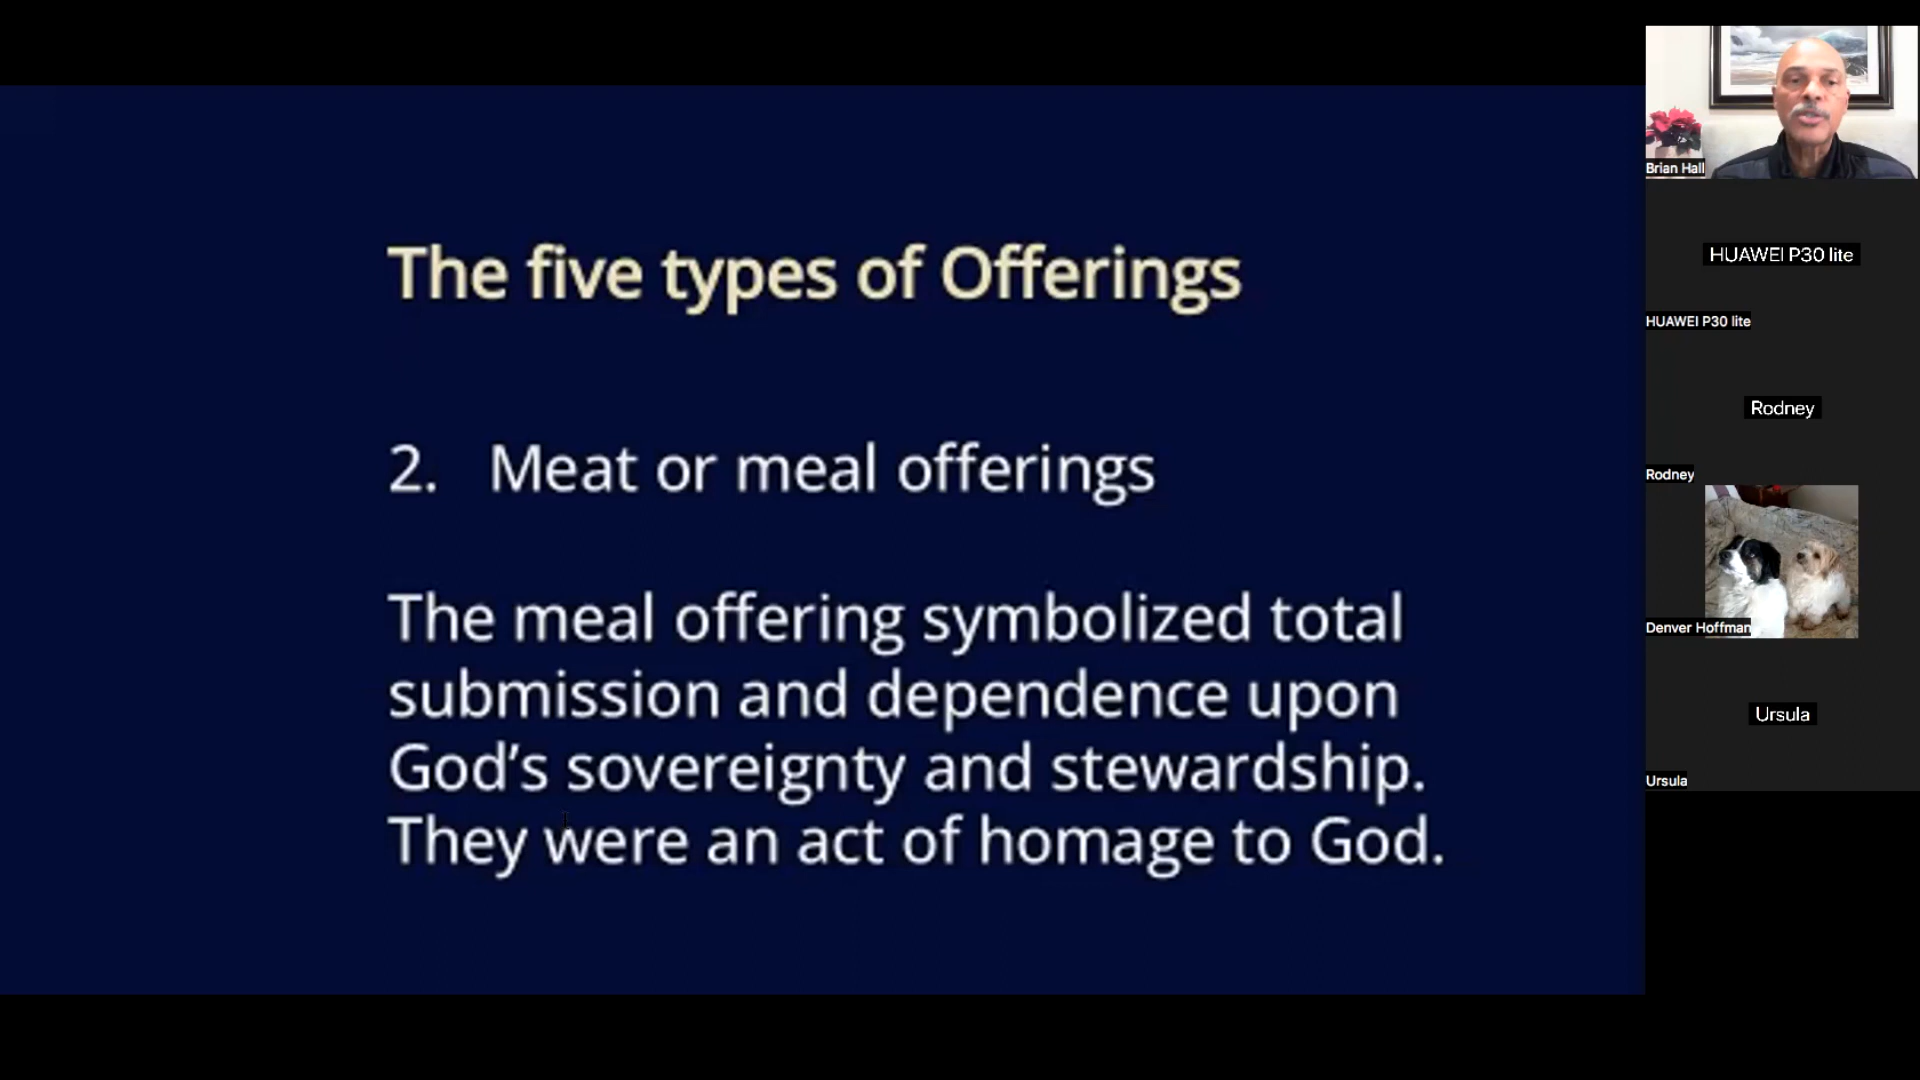 The five types of Offerings
2. Meat or meal offerings
The meal offering symbolized total
submission and dependence upon
God's sovereignty and stewardship.
They were an act of homage to God.
Brian Hall
HUAWEI P30 lite
HUAWEI P30 lite
Rodney
Rodney
Denver Hoffman
Ursula
Ursula